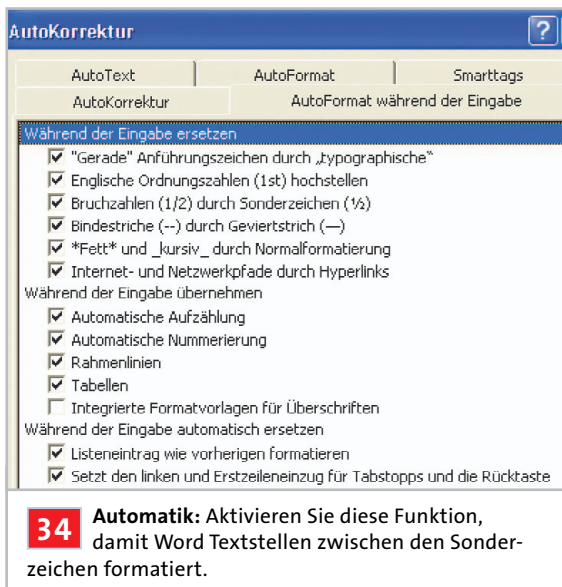 AutoKorrektur ?
AutoText AutoFormat Smarttags
AutoKorrektur AutoFormat während der Eingabe
Während der Eingabe ersetzen
"Gerade" Anführungszeichen durch „typographische“
Englische Ordnungszahlen (1st) hochstellen
Bruchzahlen (1/2) durch Sonderzeichen (½)
Bindestriche (--) durch Geviertstrich (—)
*Fett* und _kursiv_ durch Normalformatierung
Internet- und Netzwerkpfade durch Hyperlinks
Während der Eingabe übernehmen
Automatische Aufzählung
Automatische Nummerierung
Rahmenlinien
Tabellen
Integrierte Formatvorlagen für Überschriften
Während der Eingabe automatisch ersetzen
Listeneintrag wie vorherigen formatieren
Setzt den linken und Erstzeileneinzug für Tabstopps und die Rücktaste
34 Automatik: Aktivieren Sie diese Funktion,
damit Word Textstellen zwischen den Sonder-
zeichen formatiert.